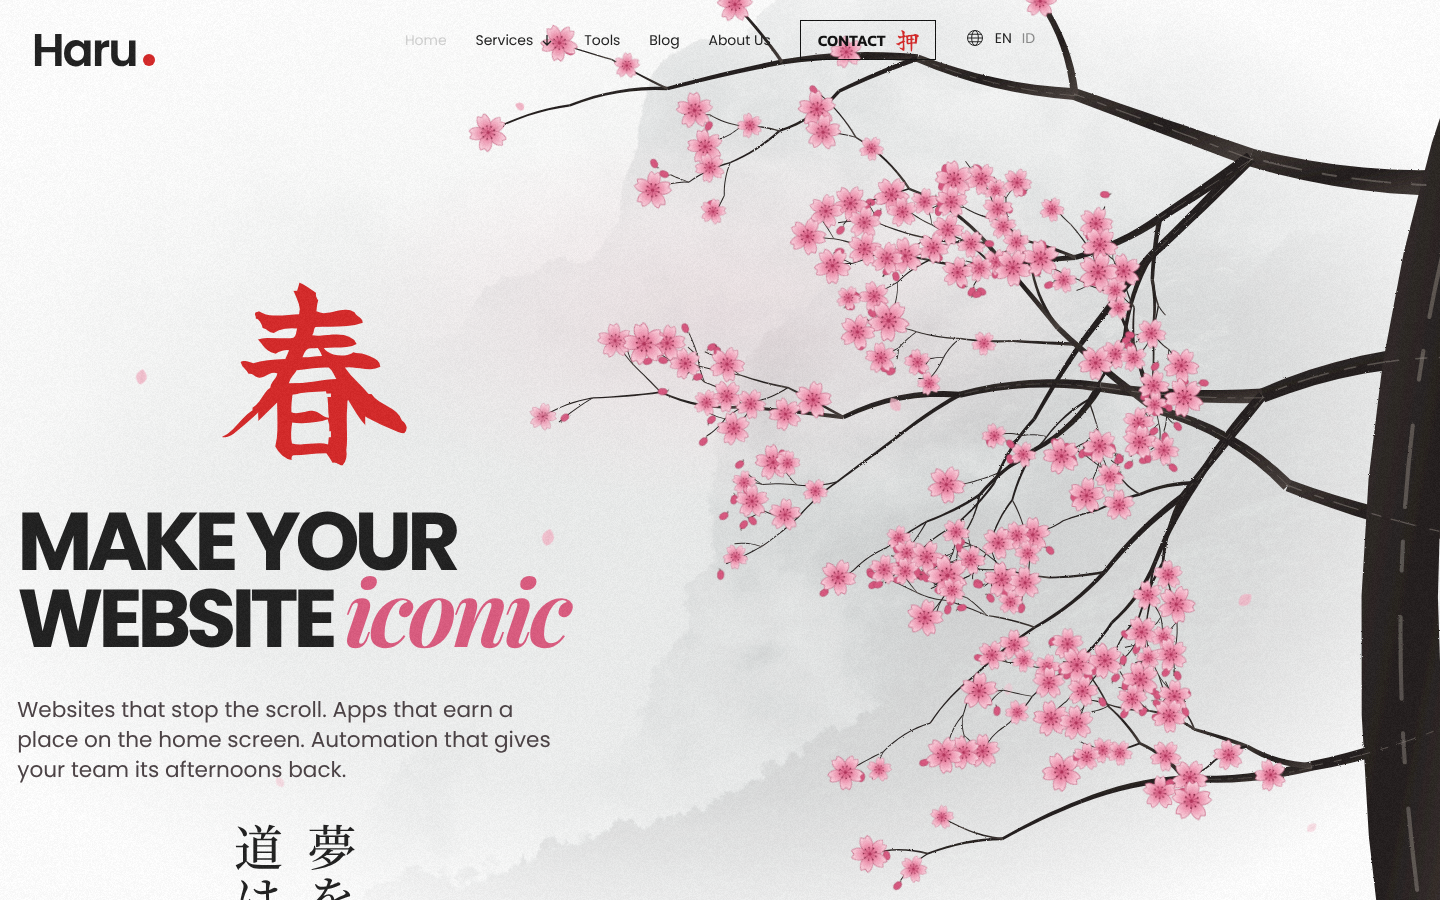 Haru.
Home Services Tools Blog About Us CONTACT 押 EN ID
春
MAKE YOUR
WEBSITE iconic
Websites that stop the scroll. Apps that earn a
place on the home screen. Automation that gives
your team its afternoons back.
夢を
道は